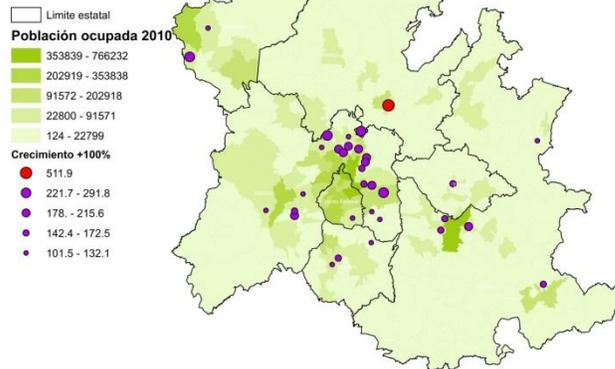 Limite estatal
Población ocupada 2010
353839 - 766232
202919 - 353838
91572 - 202918
22800 - 91571
124 - 22799
Crecimiento +100%
511.9
221.7 - 291.8
178. - 215.6
142.4 - 172.5
101.5 - 132.1